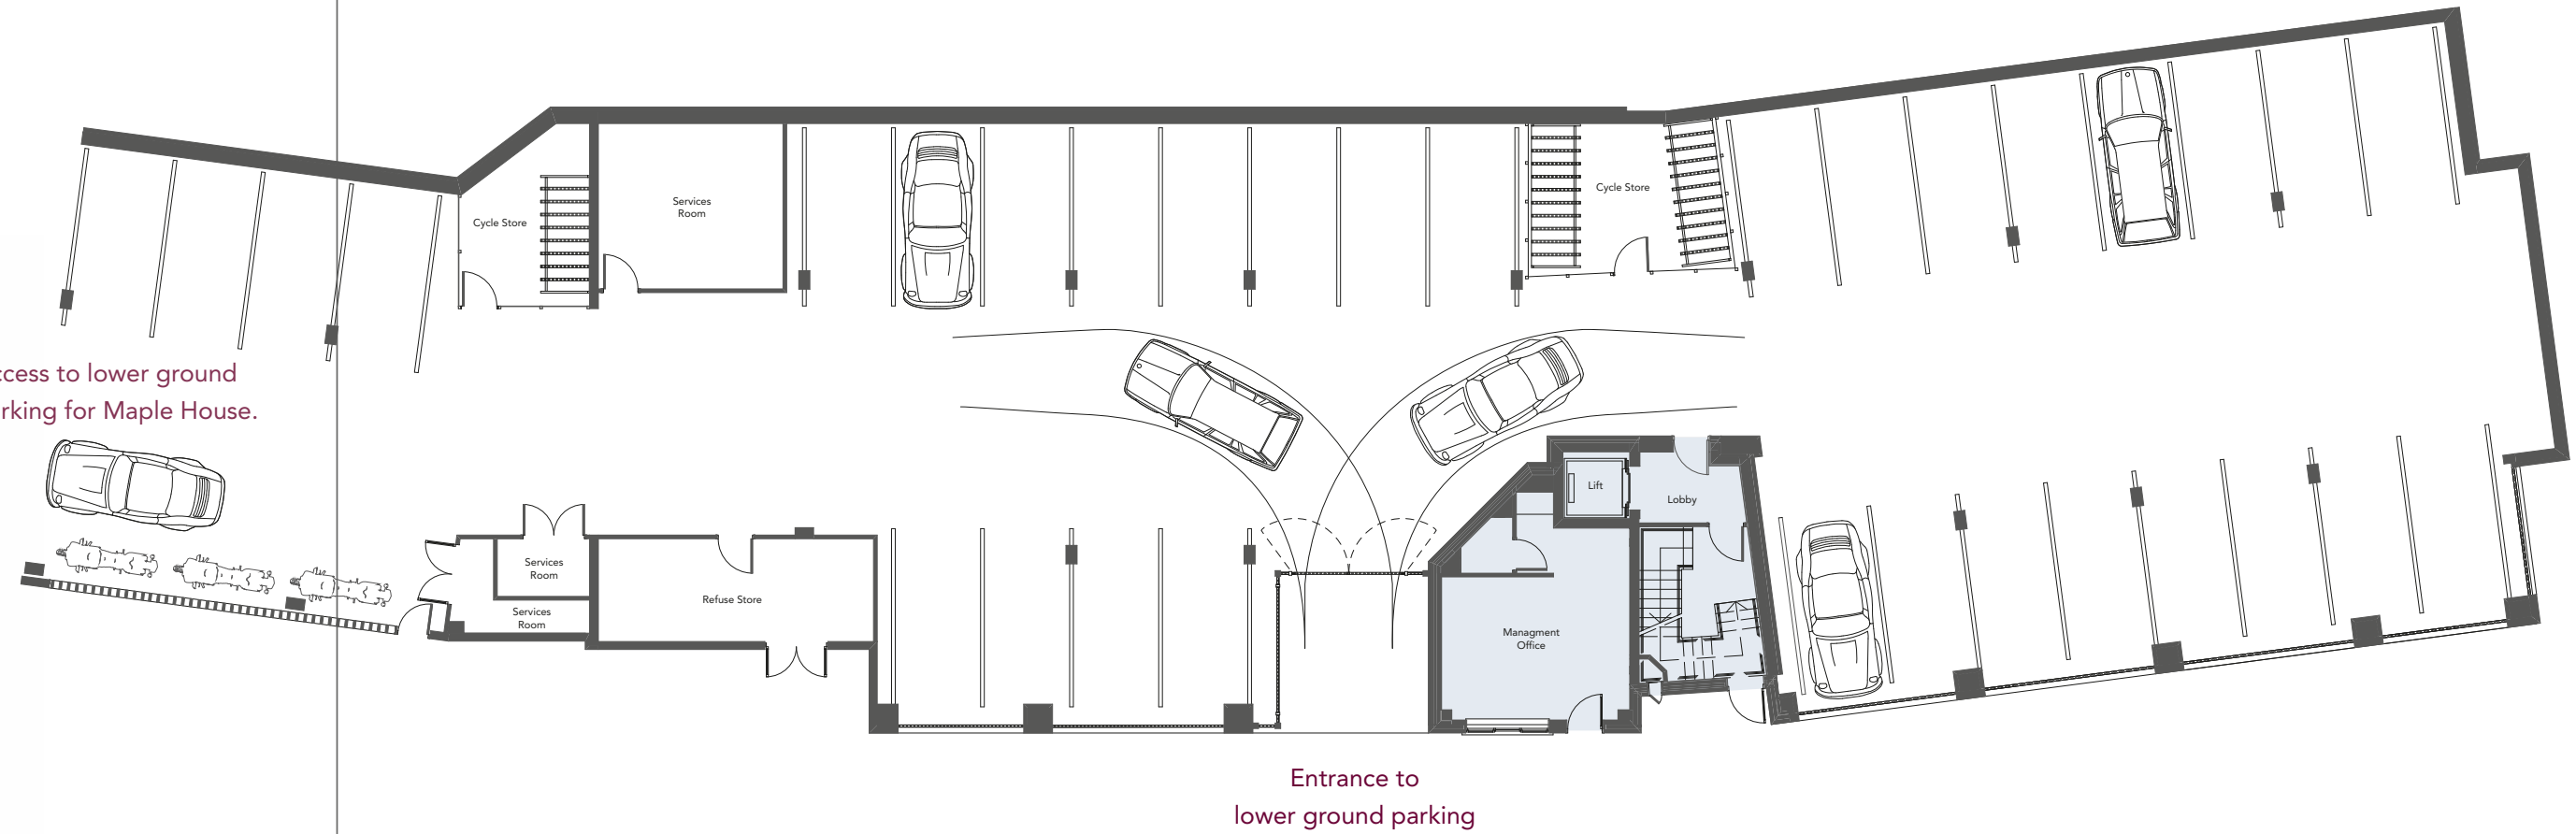 Cycle Store
Services
Room
Cycle Store
ccess to lower ground
rking for Maple House.
Lift
Lobby
Services
Room
Services
Room
Refuse Store
Managment
Office
Entrance to
lower ground parking